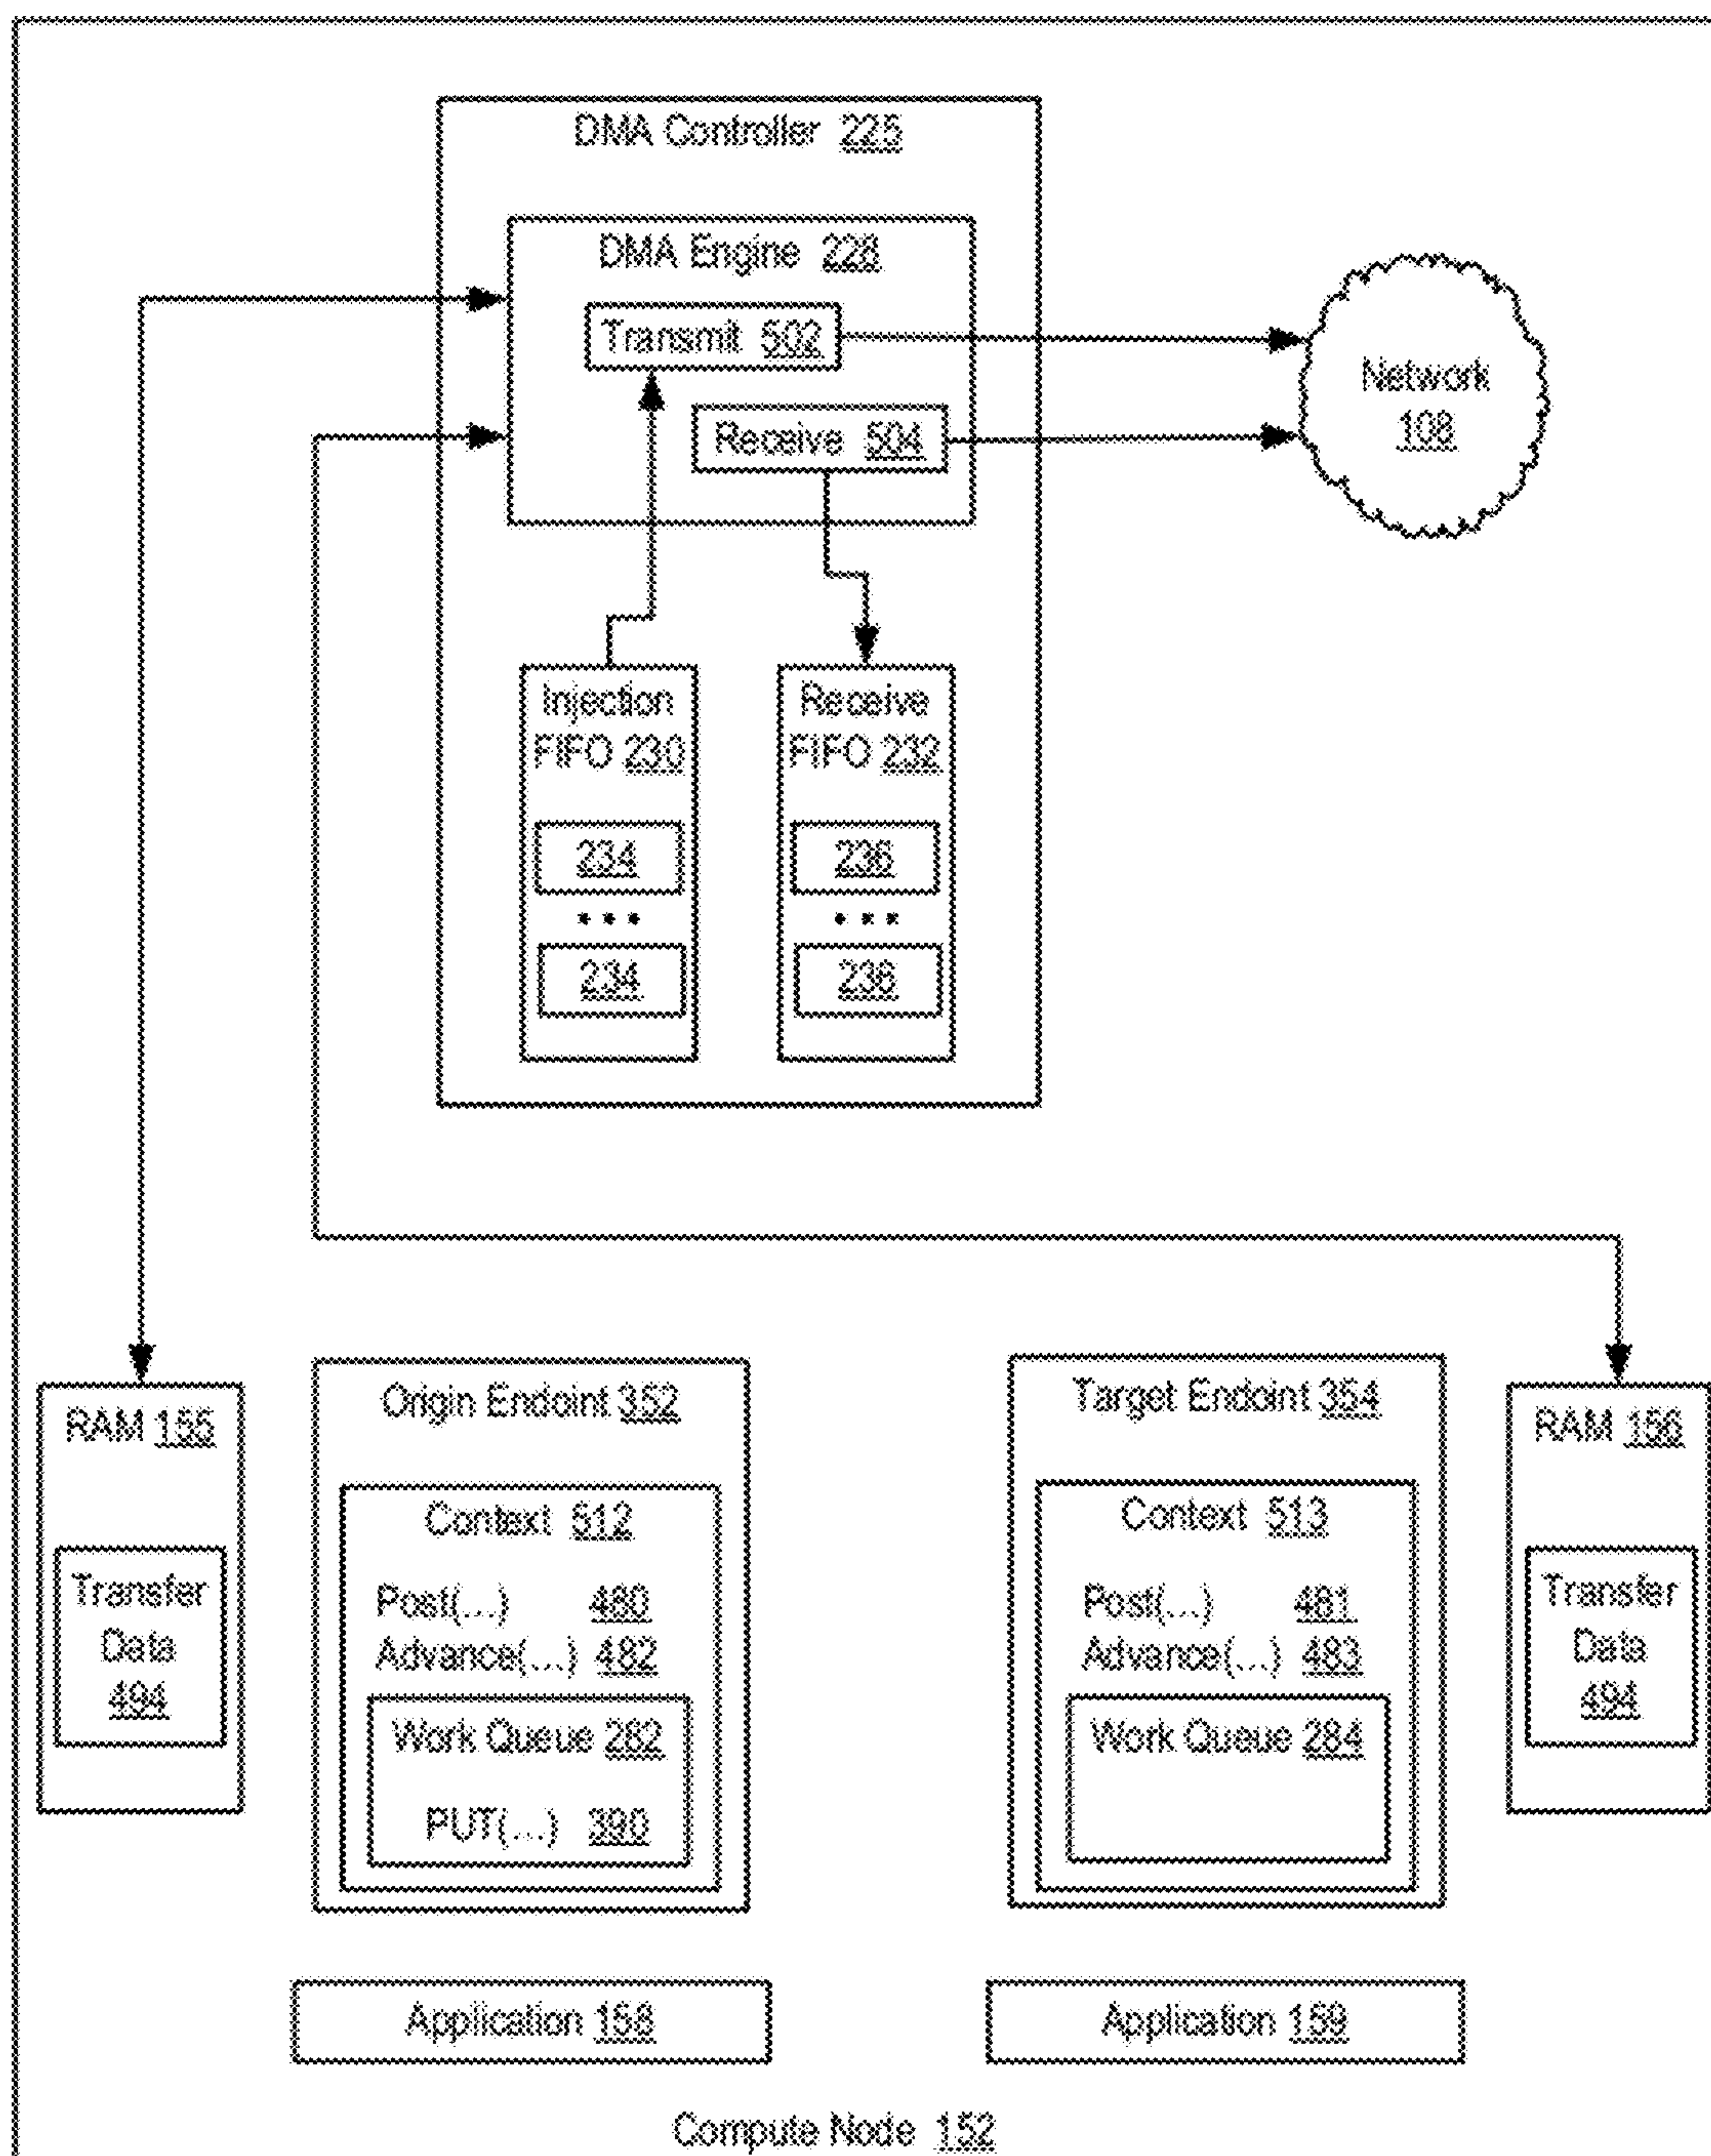 DMA Controller 225
DMA Engine 228
Transmit 502
Receive 504
Network
108
Injection
FIFO 230
234
• • •
234
Receive
FIFO 232
236
• • •
236
RAM 155
Transfer
Data
494
Origin Endoint 352
Context 512
Post(...) 480
Advance(...) 482
Work Queue 282
PUT(...) 390
Target Endoint 354
Context 513
Post(...) 481
Advance(...) 483
Work Queue 284
RAM 156
Transfer
Data
494
Application 158
Application 159
Compute Node 152